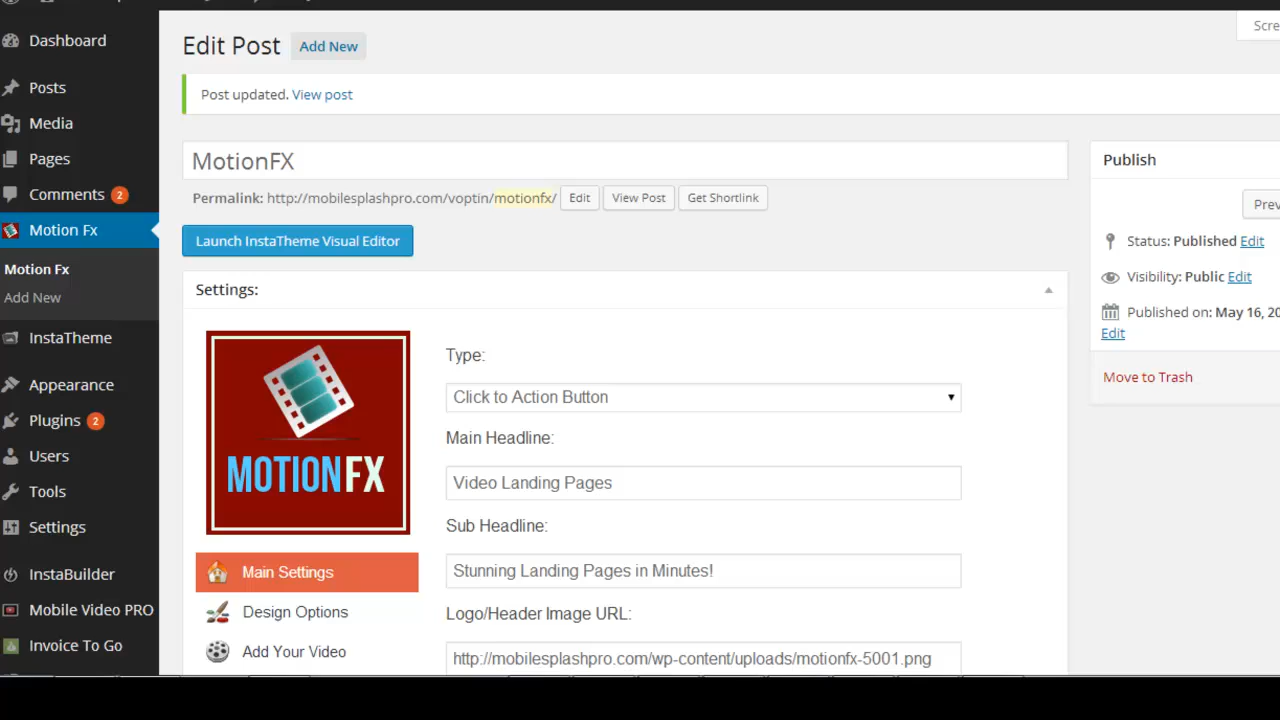 Dashboard
Posts
Media
Pages
Comments 2
Motion Fx
Motion Fx
Add New
InstaTheme
Appearance
Plugins 2
Users
Tools
Settings
InstaBuilder
Mobile Video PRO
Invoice To Go
Scre
Edit Post Add New
Post updated. View post
MotionFX
Permalink: http://mobilesplashpro.com/voptin/motionfx/ Edit View Post Get Shortlink
Launch InstaTheme Visual Editor
Settings:
MOTIONFX
Main Settings
Design Options
Add Your Video
Type:
Click to Action Button
Main Headline:
Video Landing Pages
Sub Headline:
Stunning Landing Pages in Minutes!
Logo/Header Image URL:
http://mobilesplashpro.com/wp-content/uploads/motionfx-5001.png
Publish
Prev
Status: Published Edit
Visibility: Public Edit
Published on: May 16, 20
Edit
Move to Trash